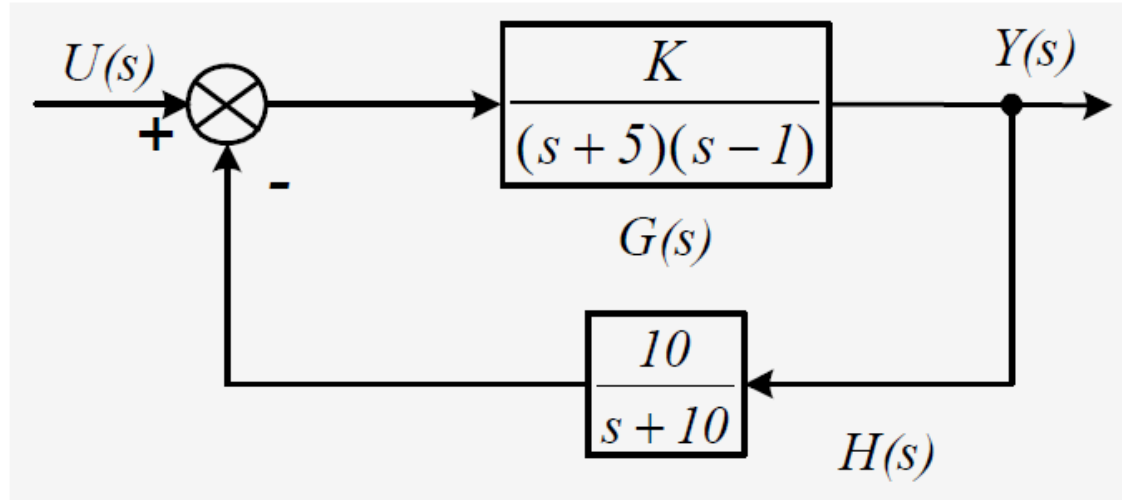 U(s)
+
-
K
(s + 5)(s − 1)
G(s)
Y(s)
10
s + 10
H(s)